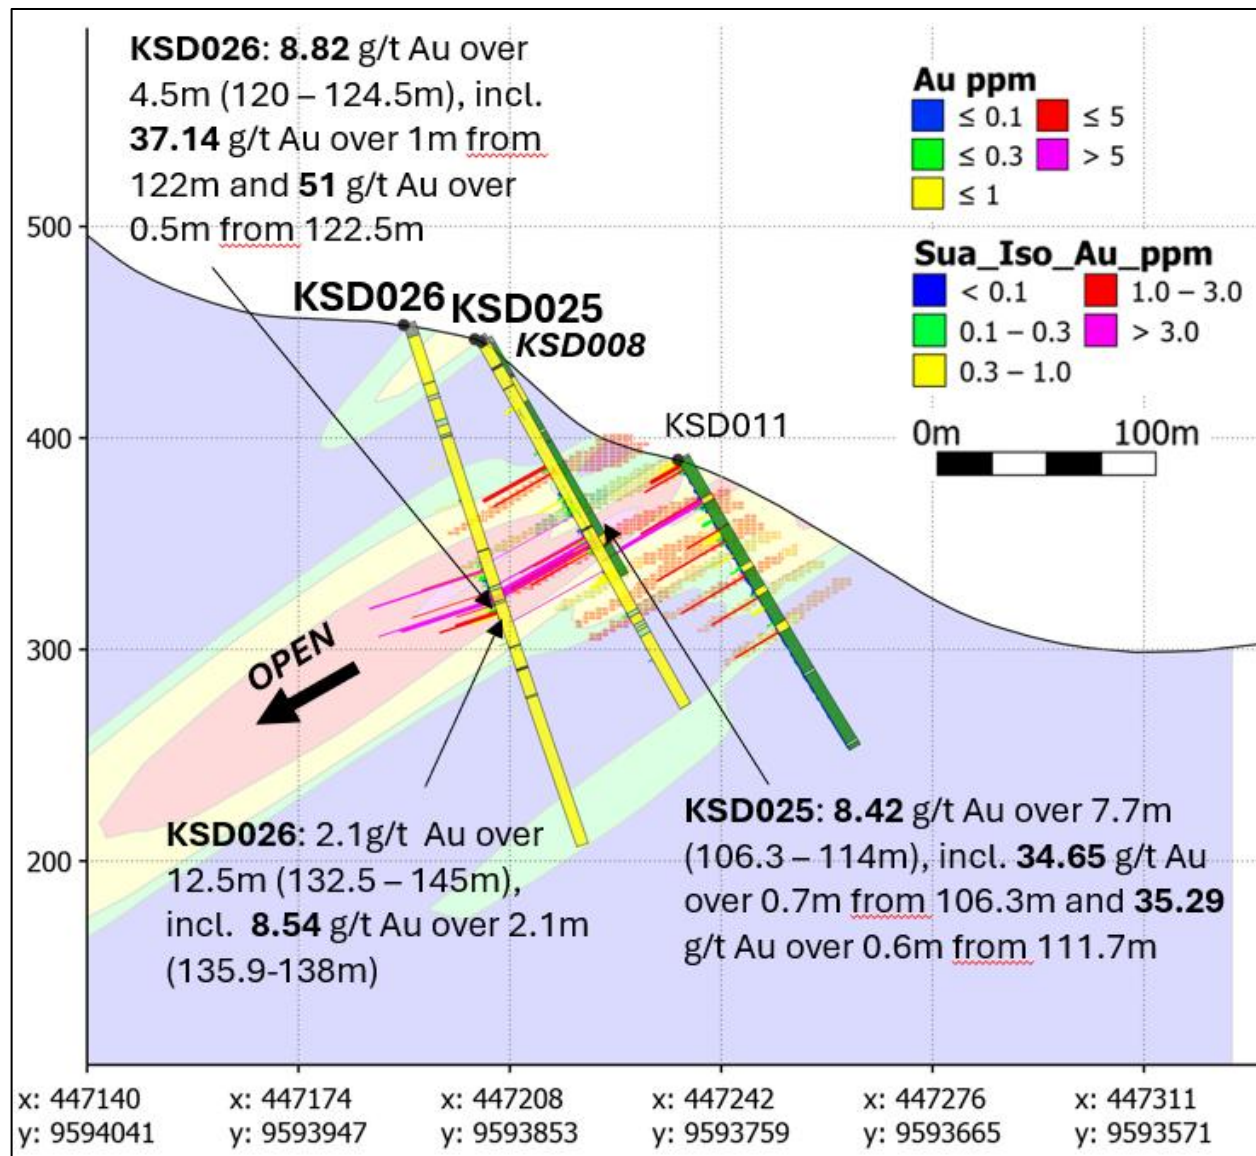 KSD026: 8.82 g/t Au over
4.5m (120 – 124.5m), incl.
37.14 g/t Au over 1m from
122m and 51 g/t Au over
0.5m from 122.5m
Au ppm
≤ 0.1
≤ 5
≤ 0.3
> 5
≤ 1
Sua_Iso_Au_ppm
< 0.1
1.0 – 3.0
0.1 – 0.3
> 3.0
0.3 – 1.0
0m
100m
500
400
300
200
KSD026
KSD025
KSD008
KSD011
OPEN
KSD026: 2.1g/t Au over
12.5m (132.5 – 145m),
incl. 8.54 g/t Au over 2.1m
(135.9-138m)
KSD025: 8.42 g/t Au over 7.7m
(106.3 – 114m), incl. 34.65 g/t Au
over 0.7m from 106.3m and 35.29
g/t Au over 0.6m from 111.7m
x: 447140
y: 9594041
x: 447174
y: 9593947
x: 447208
y: 9593853
x: 447242
y: 9593759
x: 447276
y: 9593665
x: 447311
y: 9593571